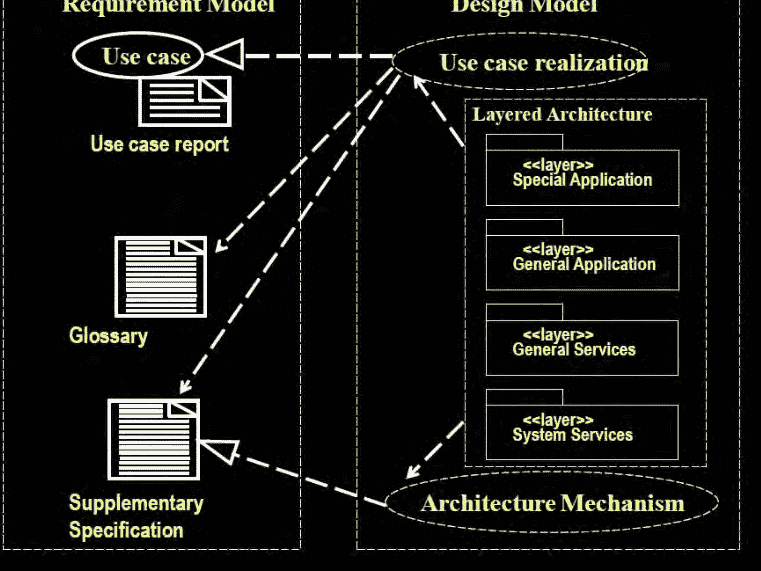 Requirement Model
Design Model
Use case
Use case realization
Use case report
Layered Architecture
<<layer>>
Special Application
<<layer>>
General Application
Glossary
<<layer>>
General Services
<<layer>>
System Services
Supplementary
Specification
Architecture Mechanism